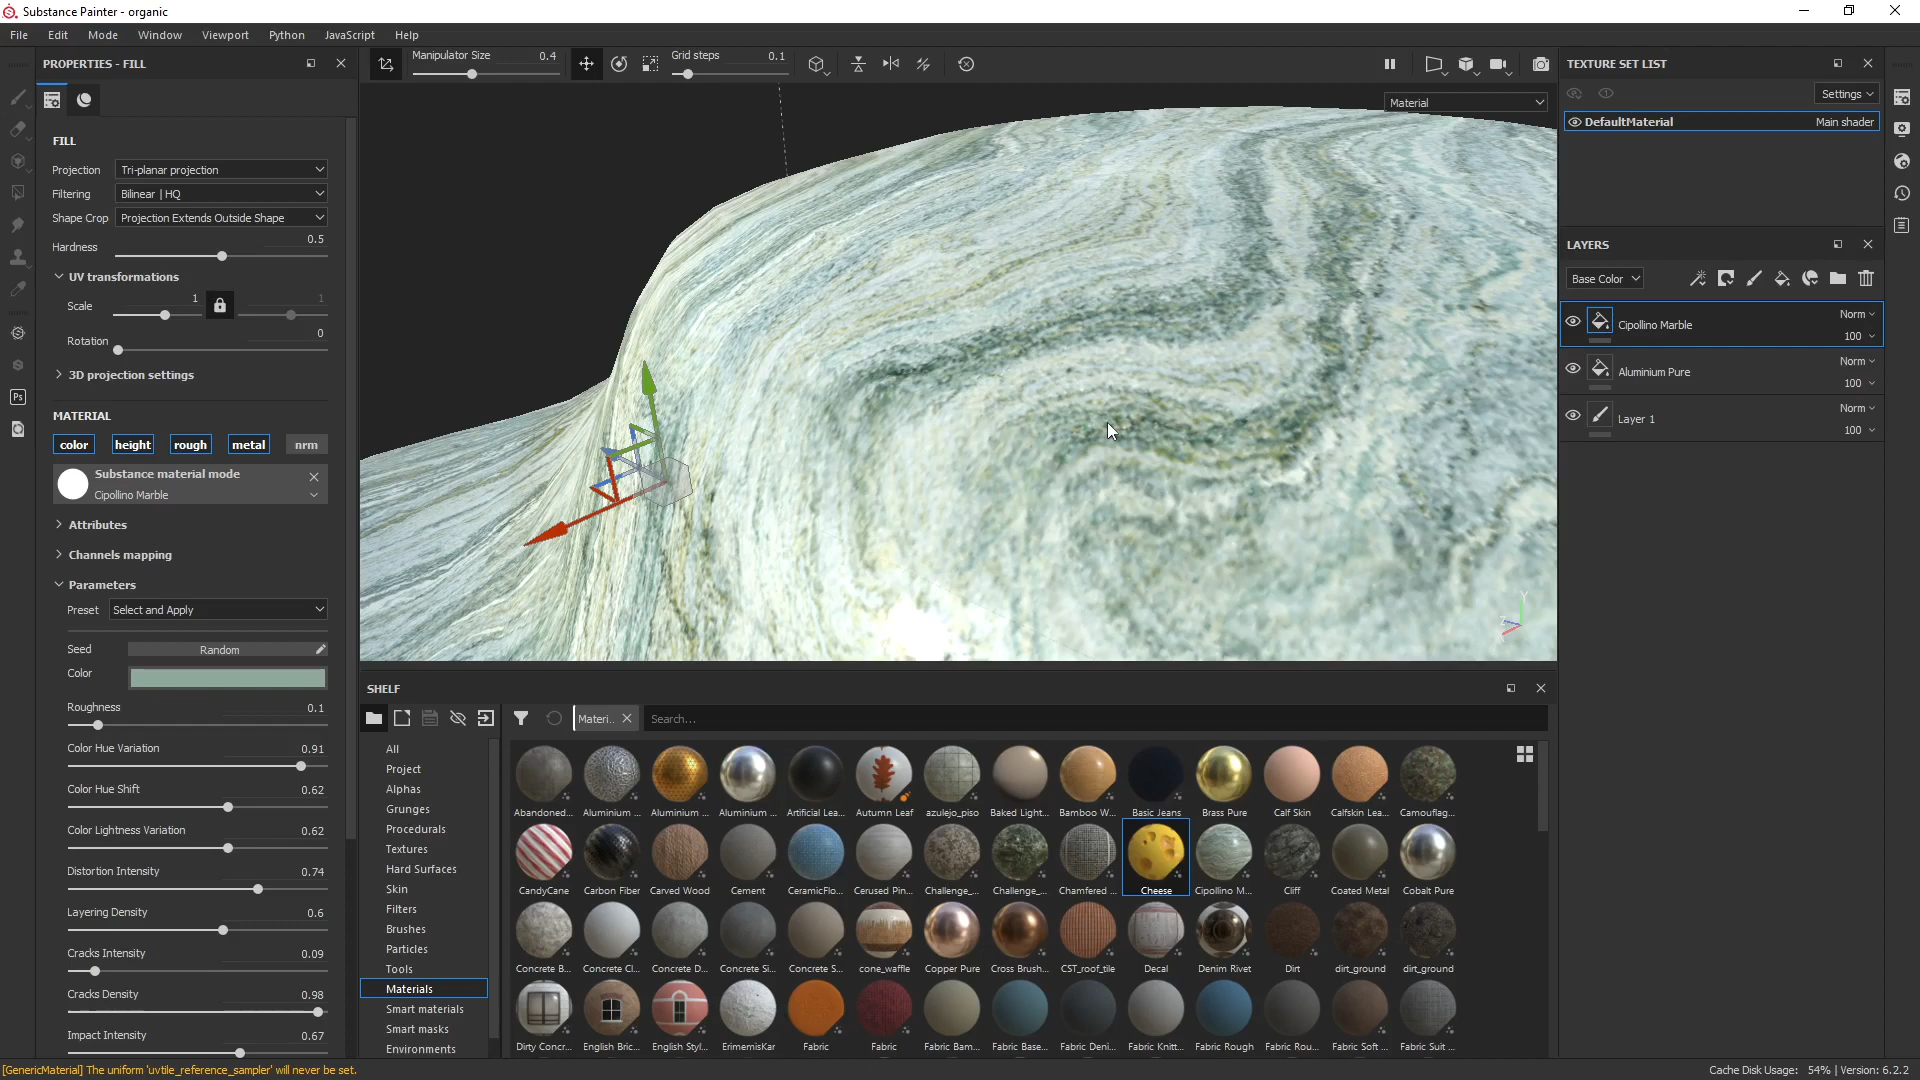 Substance Painter - organic
File Edit Mode Window Viewport Python JavaScript Help
PROPERTIES - FILL
Manipulator Size 0.4
Grid steps 0.1
Material
FILL
Projection Tri-planar projection
Filtering Bilinear | HQ
Shape Crop Projection Extends Outside Shape
Hardness 0.5
UV transformations
Scale 1 1
Rotation 0
3D projection settings
MATERIAL
color height rough metal nrm
Substance material mode
Cipollino Marble
Attributes
Channels mapping
Parameters
Preset Select and Apply
Seed Random
Color
Roughness 0.1
Color Hue Variation 0.91
Color Hue Shift 0.62
Color Lightness Variation 0.62
Distortion Intensity 0.74
Layering Density 0.6
Cracks Intensity 0.09
Cracks Density 0.98
Impact Intensity 0.67
Ps
Y
SHELF
Materi.. Search...
All
Project
Alphas
Grunges
Procedurals
Textures
Hard Surfaces
Skin
Filters
Brushes
Particles
Tools
Materials
Smart materials
Smart masks
Environments
Abandoned... Aluminium ... Aluminium ... Aluminium ... Artificial Lea... Autumn Leaf azulejo_piso Baked Light... Bamboo W... Basic Jeans Brass Pure Calf Skin Calfskin Lea... Camouflag...
CandyCane Carbon Fiber Carved Wood Cement CeramicFlo... Cerused Pin... Challenge_... Challenge_... Chamfered ... Cheese Cipollino M... Cliff Coated Metal Cobalt Pure
Concrete B... Concrete Cl... Concrete D... Concrete Si... Concrete S... cone_waffle Copper Pure Cross Brush... CST_roof_tile Decal Denim Rivet Dirt dirt_ground dirt_ground
Dirty Concr... English Bric... English Styl... ErimemisKar Fabric Fabric Fabric Bam... Fabric Base... Fabric Deni... Fabric Knitt... Fabric Rough Fabric Rou... Fabric Soft ... Fabric Suit ...
TEXTURE SET LIST
Settings
DefaultMaterial Main shader
LAYERS
Base Color
Cipollino Marble Norm 100
Aluminium Pure Norm 100
Layer 1 Norm 100
[GenericMaterial] The uniform 'uvtile_reference_sampler' will never be set.
Cache Disk Usage: 54% | Version: 6.2.2